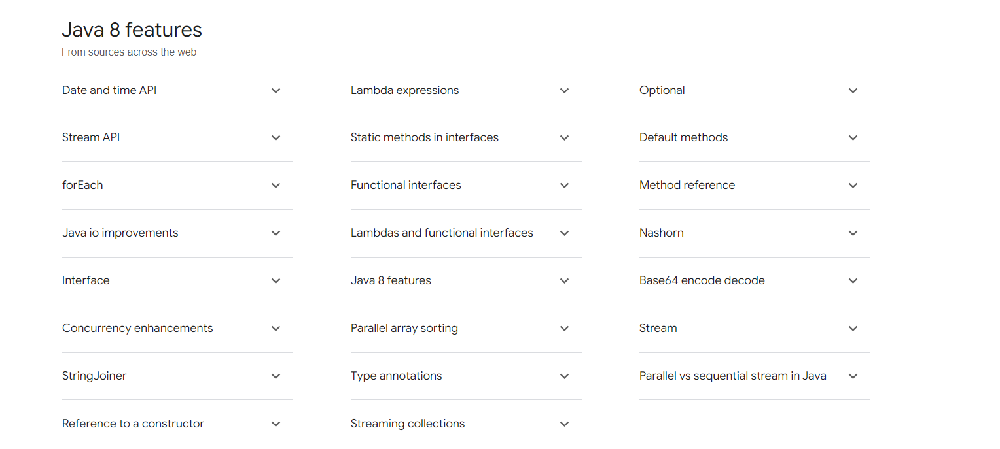 Java 8 features
From sources across the web
Date and time API
Lambda expressions
Optional
Stream API
Static methods in interfaces
Default methods
forEach
Functional interfaces
Method reference
Java io improvements
Lambdas and functional interfaces
Nashorn
Interface
Java 8 features
Base64 encode decode
Concurrency enhancements
Parallel array sorting
Stream
StringJoiner
Type annotations
Parallel vs sequential stream in Java
Reference to a constructor
Streaming collections